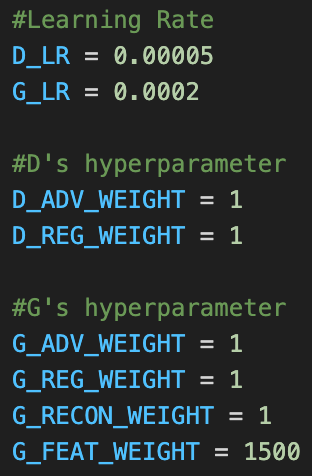 #Learning Rate
D_LR = 0.00005
G_LR = 0.0002
#D's hyperparameter
D_ADV_WEIGHT = 1
D_REG_WEIGHT = 1
#G's hyperparameter
G_ADV_WEIGHT = 1
G_REG_WEIGHT = 1
G_RECON_WEIGHT = 1
G_FEAT_WEIGHT = 1500